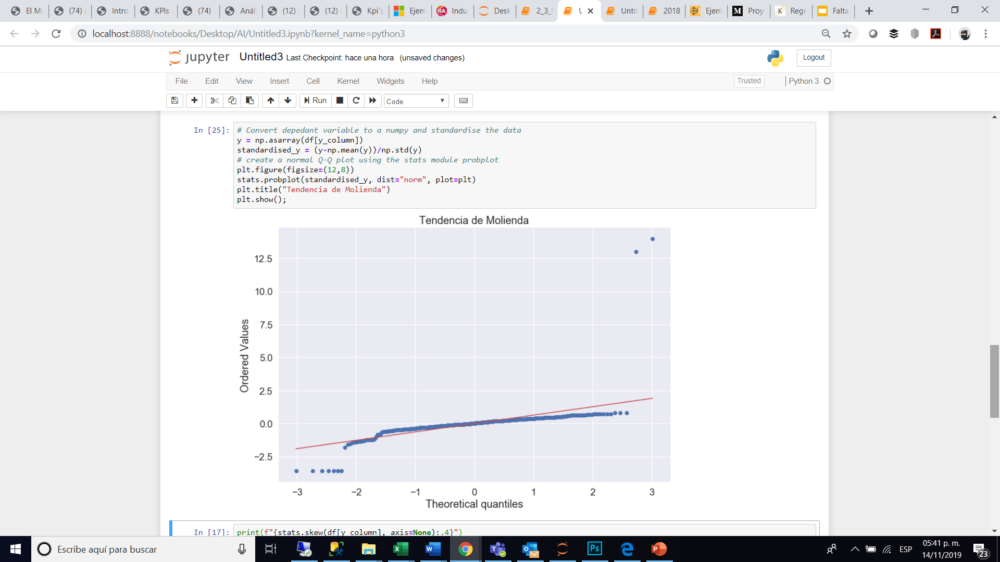 El Ma
(74)
Intro
KPIs
(74)
Anál
(12)
(12)
Kpi´s
Ejem
RA Indu
Desk
2_3_
Untit
2018
Ejem
M Proy
K Regr
Falta
localhost:8888/notebooks/Desktop/AI/Untitled3.ipynb?kernel_name=python3
jupyter Untitled3 Last Checkpoint: hace una hora (unsaved changes)
Logout
File Edit View Insert Cell Kernel Widgets Help
Trusted
Python 3
Run
Code
In [25]:
# Convert depedant variable to a numpy and standardise the data
y = np.asarray(df[y_column])
standardised_y = (y-np.mean(y))/np.std(y)
# create a normal Q-Q plot using the stats module probplot
plt.figure(figsize=(12,8))
stats.probplot(standardised_y, dist="norm", plot=plt)
plt.title("Tendencia de Molienda")
plt.show();
Tendencia de Molienda
12.5
10.0
7.5
5.0
2.5
0.0
−2.5
Ordered Values
−3 −2 −1 0 1 2 3
Theoretical quantiles
In [17]: print(f"{stats.skew(df[y_column], axis=None):.4}")
Escribe aquí para buscar
Ps
ESP
05:41 p. m.
14/11/2019
23